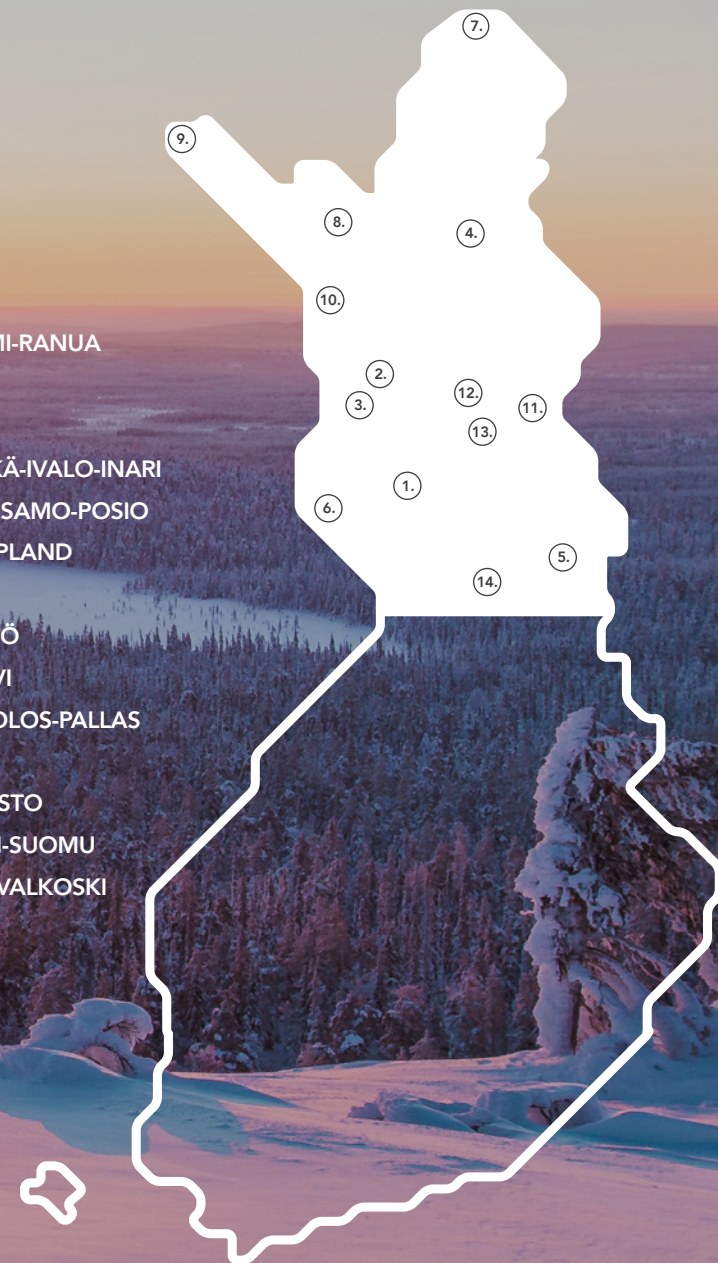 7.
9.
8.
4.
10.
MI-RANUA
2.
12.
3.
11.
13.
KÄ-IVALO-INARI
1.
6.
SAMO-POSIO
PLAND
5.
14.
Ö
VI
OLOS-PALLAS
STO
I-SUOMU
VALKOSKI